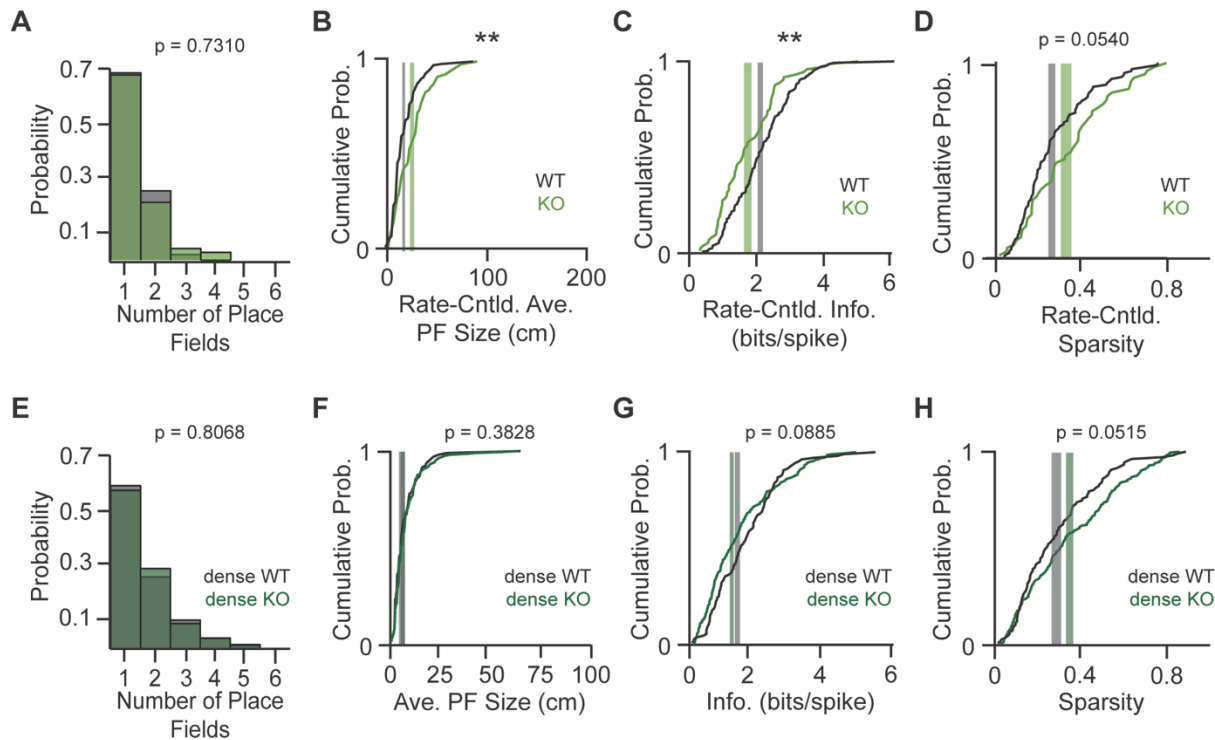 A
p = 0.7310
0.7
0.5
0.3
0.1
Probability
1 2 3 4 5 6
Number of Place
Fields
B
**
1
0
Cumulative Prob.
WT
KO
0 100 200
Rate-Cntld. Ave.
PF Size (cm)
C
**
1
0
Cumulative Prob.
WT
KO
0 2 4 6
Rate-Cntld. Info.
(bits/spike)
D
p = 0.0540
1
0
Cumulative Prob.
WT
KO
0 0.4 0.8
Rate-Cntld.
Sparsity
E
p = 0.8068
0.7
0.5
0.3
0.1
Probability
dense WT
dense KO
1 2 3 4 5 6
Number of Place
Fields
F
p = 0.3828
1
0
Cumulative Prob.
dense WT
dense KO
0 25 50 75 100
Ave. PF Size (cm)
G
p = 0.0885
1
0
Cumulative Prob.
dense WT
dense KO
0 2 4 6
Info. (bits/spike)
H
p = 0.0515
1
0
Cumulative Prob.
dense WT
dense KO
0 0.4 0.8
Sparsity